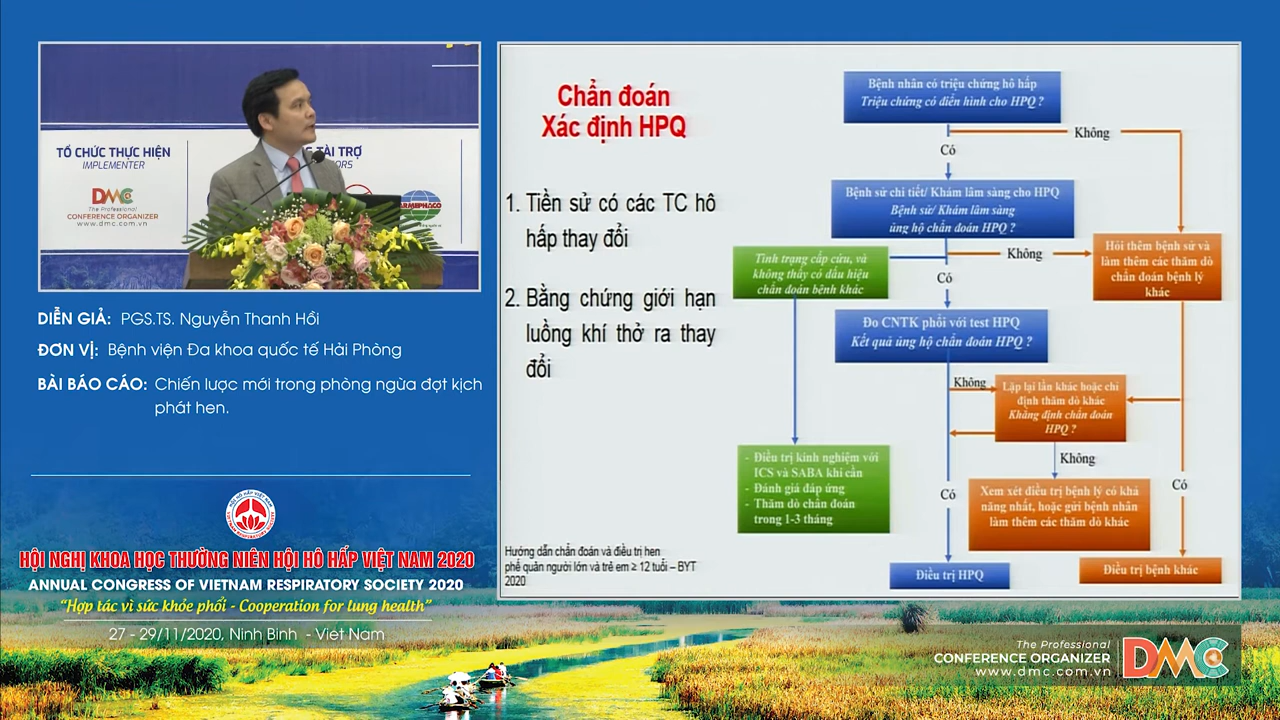 TỔ CHỨC THỰC HIỆN
IMPLEMENTER
DMC
The Professional
CONFERENCE ORGANIZER
www.dmc.com.vn
TÀI TRỢ
ORS
ARMEPHACO
DIỄN GIẢ: PGS.TS. Nguyễn Thanh Hồi
ĐƠN VỊ: Bệnh viện Đa khoa quốc tế Hải Phòng
BÀI BÁO CÁO: Chiến lược mới trong phòng ngừa đợt kịch
phát hen.
HỘI HÔ HẤP VIỆT NAM
HỘI NGHỊ KHOA HỌC THƯỜNG NIÊN HỘI HÔ HẤP VIỆT NAM 2020
ANNUAL CONGRESS OF VIETNAM RESPIRATORY SOCIETY 2020
“Hợp tác vì sức khỏe phổi - Cooperation for lung health”
27 - 29/11/2020, Ninh Binh - Viet Nam
Chẩn đoán
Xác định HPQ
1. Tiền sử có các TC hô
hấp thay đổi
2. Bằng chứng giới hạn
luồng khí thở ra thay
đổi
Hướng dẫn chẩn đoán và điều trị hen
phế quản người lớn và trẻ em ≥ 12 tuổi – BYT
2020
Bệnh nhân có triệu chứng hô hấp
Triệu chứng có điển hình cho HPQ ?
Không
Có
Bệnh sử chi tiết/ Khám lâm sàng cho HPQ
Bệnh sử/ Khám lâm sàng
ủng hộ chẩn đoán HPQ ?
Không
Hỏi thêm bệnh sử và
làm thêm các thăm dò
chẩn đoán bệnh lý
khác
Tình trạng cấp cứu, và
không thấy có dấu hiệu
chẩn đoán bệnh khác
Có
Đo CNTK phổi với test HPQ
Kết quả ủng hộ chẩn đoán HPQ ?
Không
Lặp lại lần khác hoặc chỉ
định thăm dò khác
Khẳng định chẩn đoán
HPQ ?
Không
- Điều trị kinh nghiệm với
ICS và SABA khi cần
- Đánh giá đáp ứng
- Thăm dò chẩn đoán
trong 1-3 tháng
Có
Xem xét điều trị bệnh lý có khả
năng nhất, hoặc gửi bệnh nhân
làm thêm các thăm dò khác
Có
Điều trị HPQ
Điều trị bệnh khác
The Professional
CONFERENCE ORGANIZER
www.dmc.com.vn
DMC